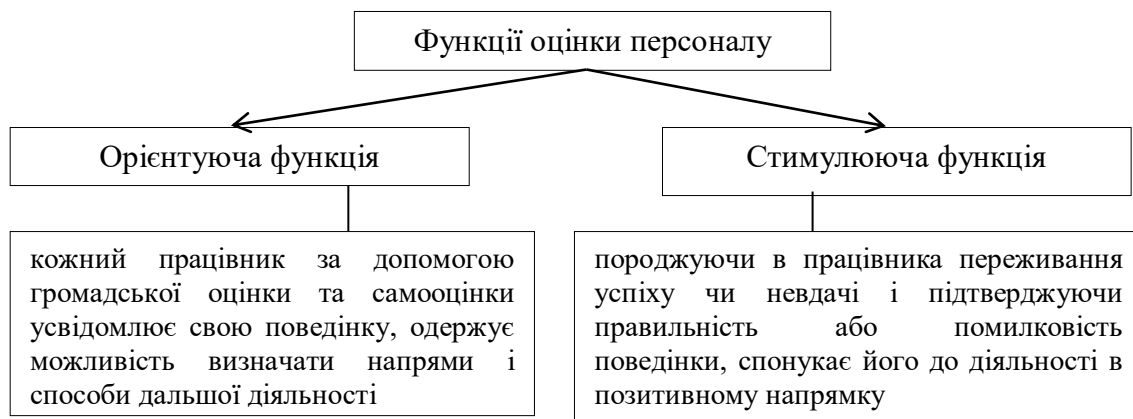 Функції оцінки персоналу
Орієнтуюча функція
Стимулююча функція
кожний працівник за допомогою
громадської оцінки та самооцінки
усвідомлює свою поведінку, одержує
можливість визначати напрями і
способи дальшої діяльності
породжуючи в працівника переживання
успіху чи невдачі і підтверджуючи
правильність або помилковість
поведінки, спонукає його до діяльності в
позитивному напрямку